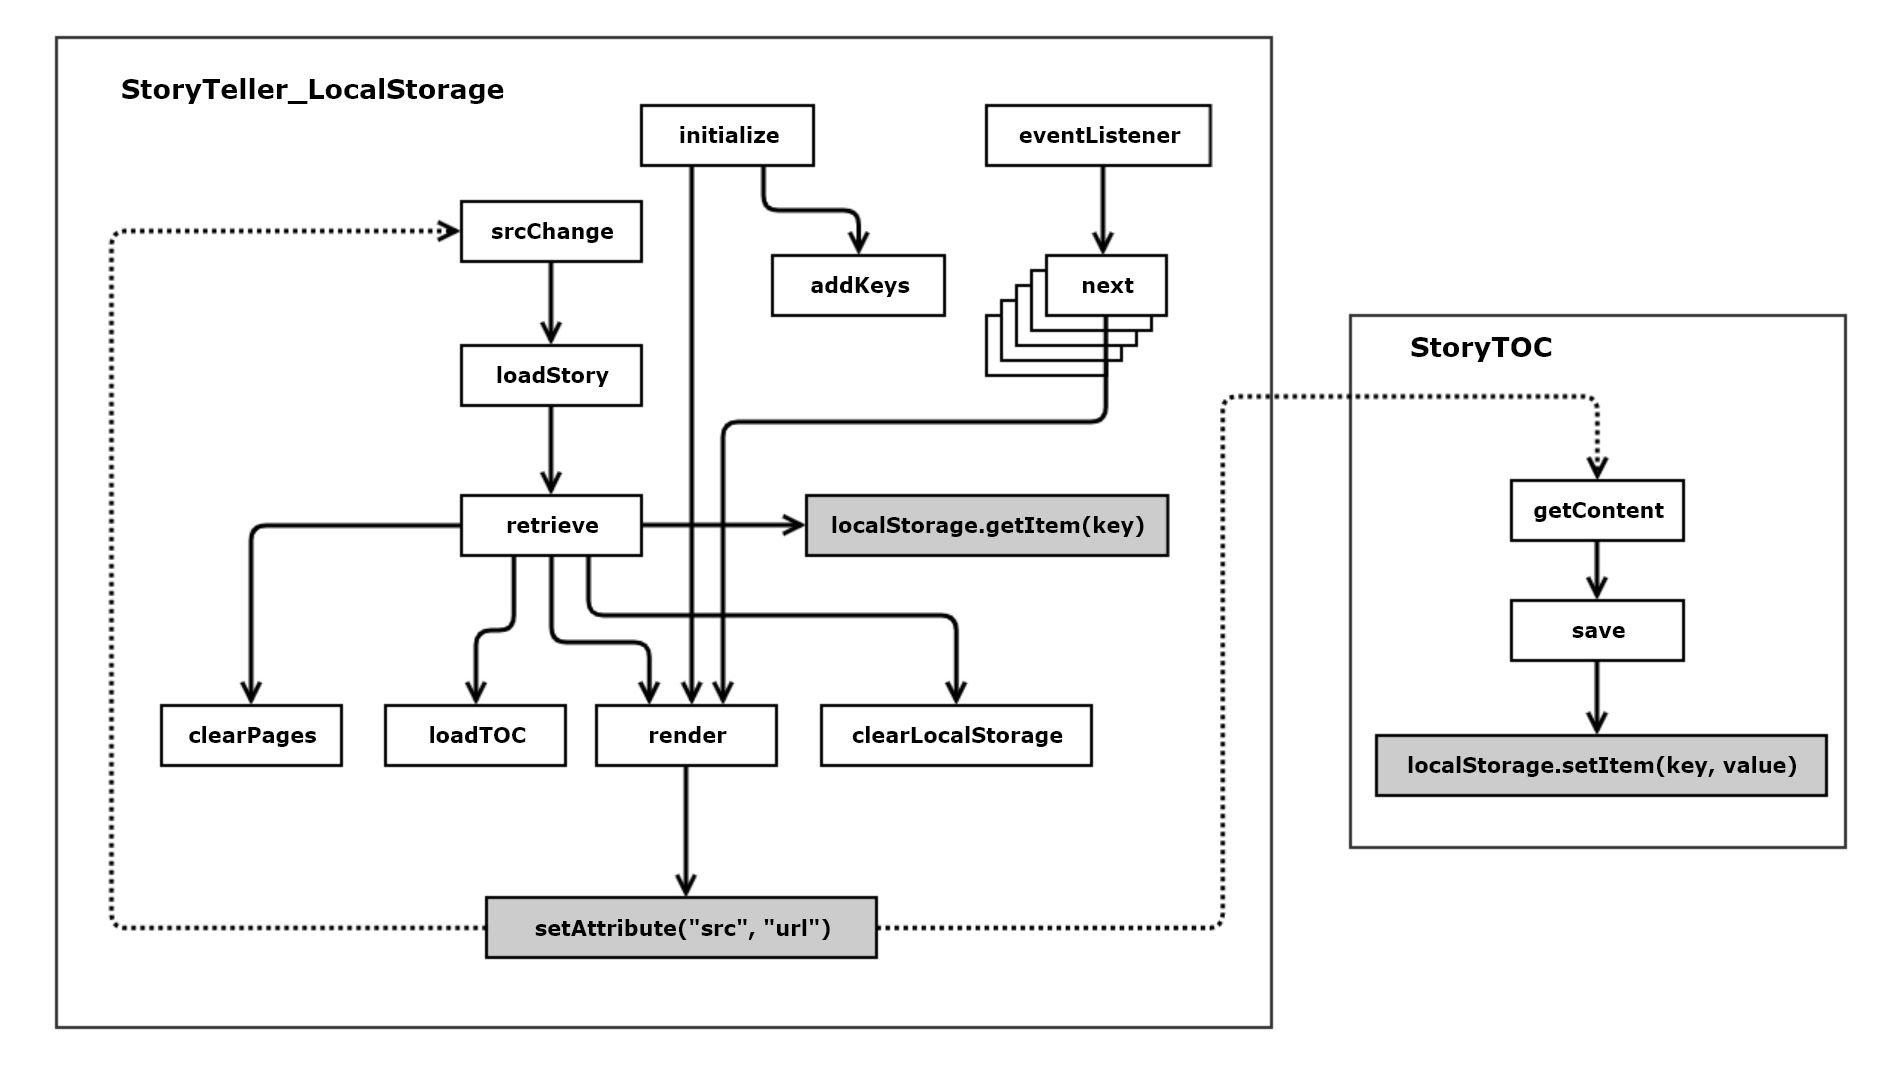 StoryTeller_LocalStorage
initialize
eventListener
srcChange
addKeys
next
StoryTOC
loadStory
getContent
retrieve
localStorage.getItem(key)
save
clearPages
loadTOC
render
clearLocalStorage
localStorage.setItem(key, value)
setAttribute("src", "url")